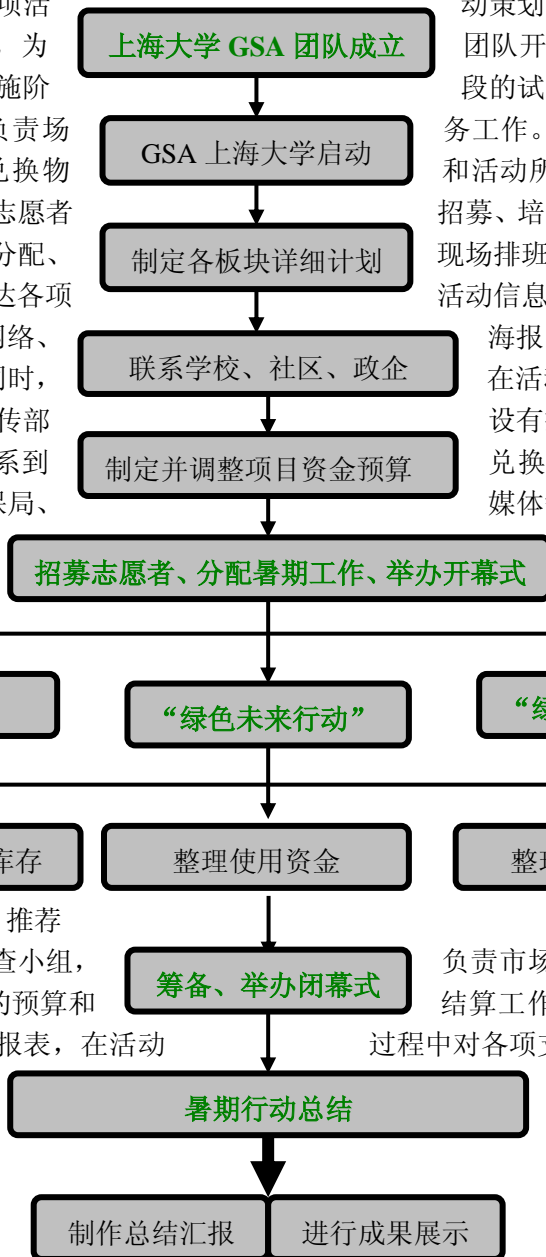 项活
动策划
上海大学 GSA 团队成立
为
团队开
施阶
段的试
负责场
务工作。
GSA 上海大学启动
兑换物
和活动所
志愿者
招募、培
分配、
现场排班
制定各板块详细计划
达各项
活动信息
网络、
海报
联系学校、社区、政企
同时，
在活动
传部
设有
制定并调整项目资金预算
系到
兑换
保局、
媒体
招募志愿者、分配暑期工作、举办开幕式
“绿色未来行动”
“绿
库存
整理使用资金
整理
推荐
查小组，
负责市场
筹备、举办闭幕式
的预算和
结算工作
报表，在活动
过程中对各项支
暑期行动总结
制作总结汇报
进行成果展示